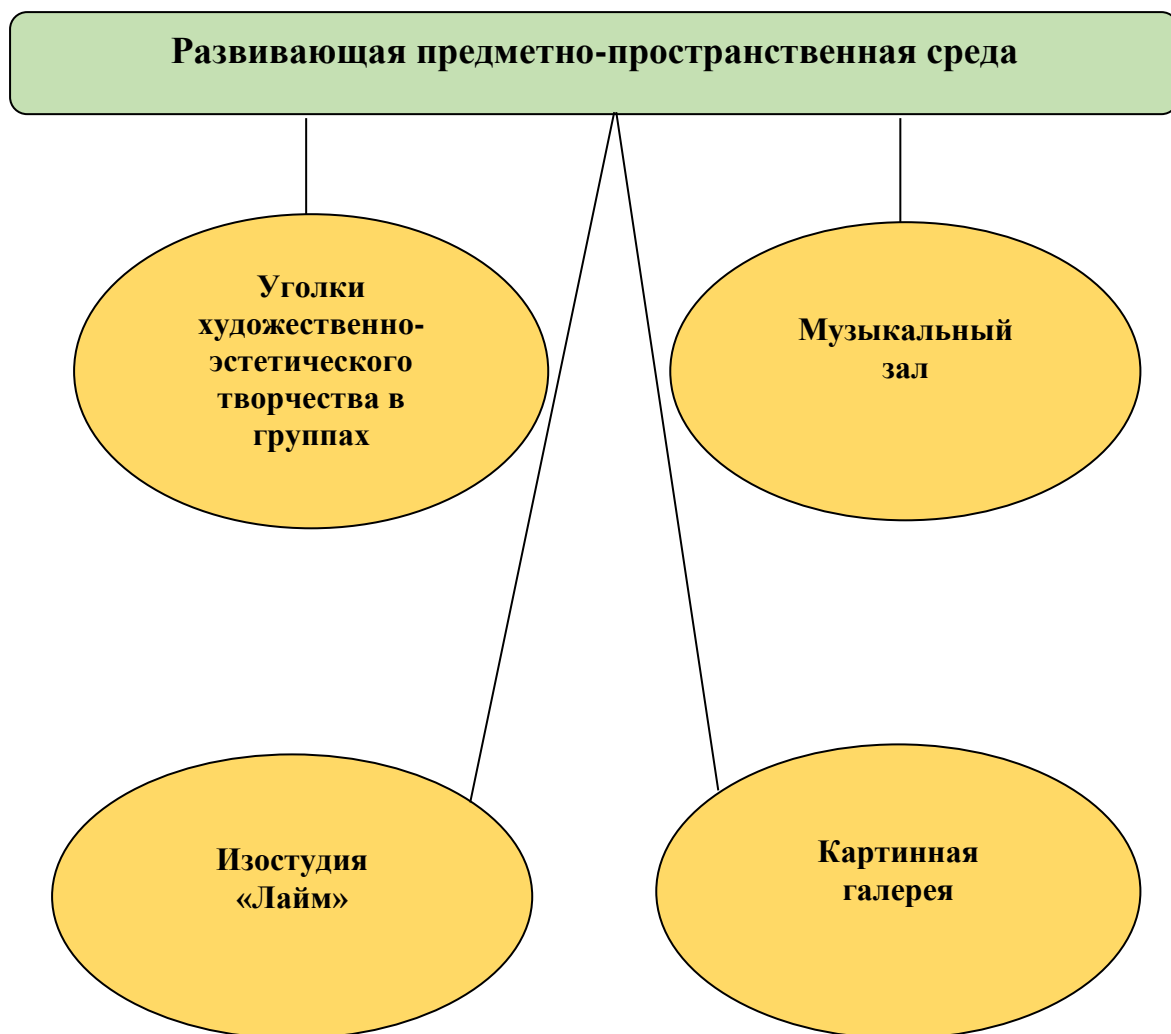 Развивающая предметно-пространственная среда
Уголки
художественно-
эстетического
творчества в
группах
Музыкальный
зал
Изостудия
«Лайм»
Картинная
галерея